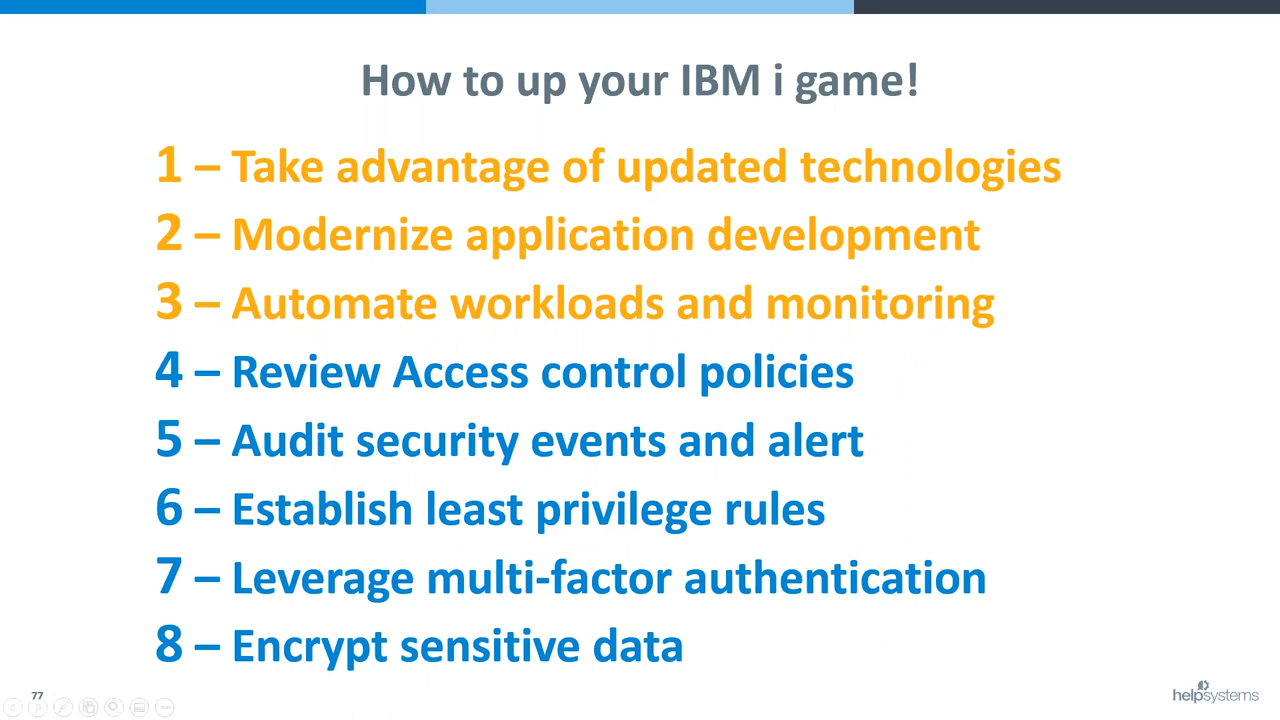 How to up your IBM i game!
1 – Take advantage of updated technologies
2 – Modernize application development
3 – Automate workloads and monitoring
4 – Review Access control policies
5 – Audit security events and alert
6 – Establish least privilege rules
7 – Leverage multi-factor authentication
8 – Encrypt sensitive data
77
helpsystems